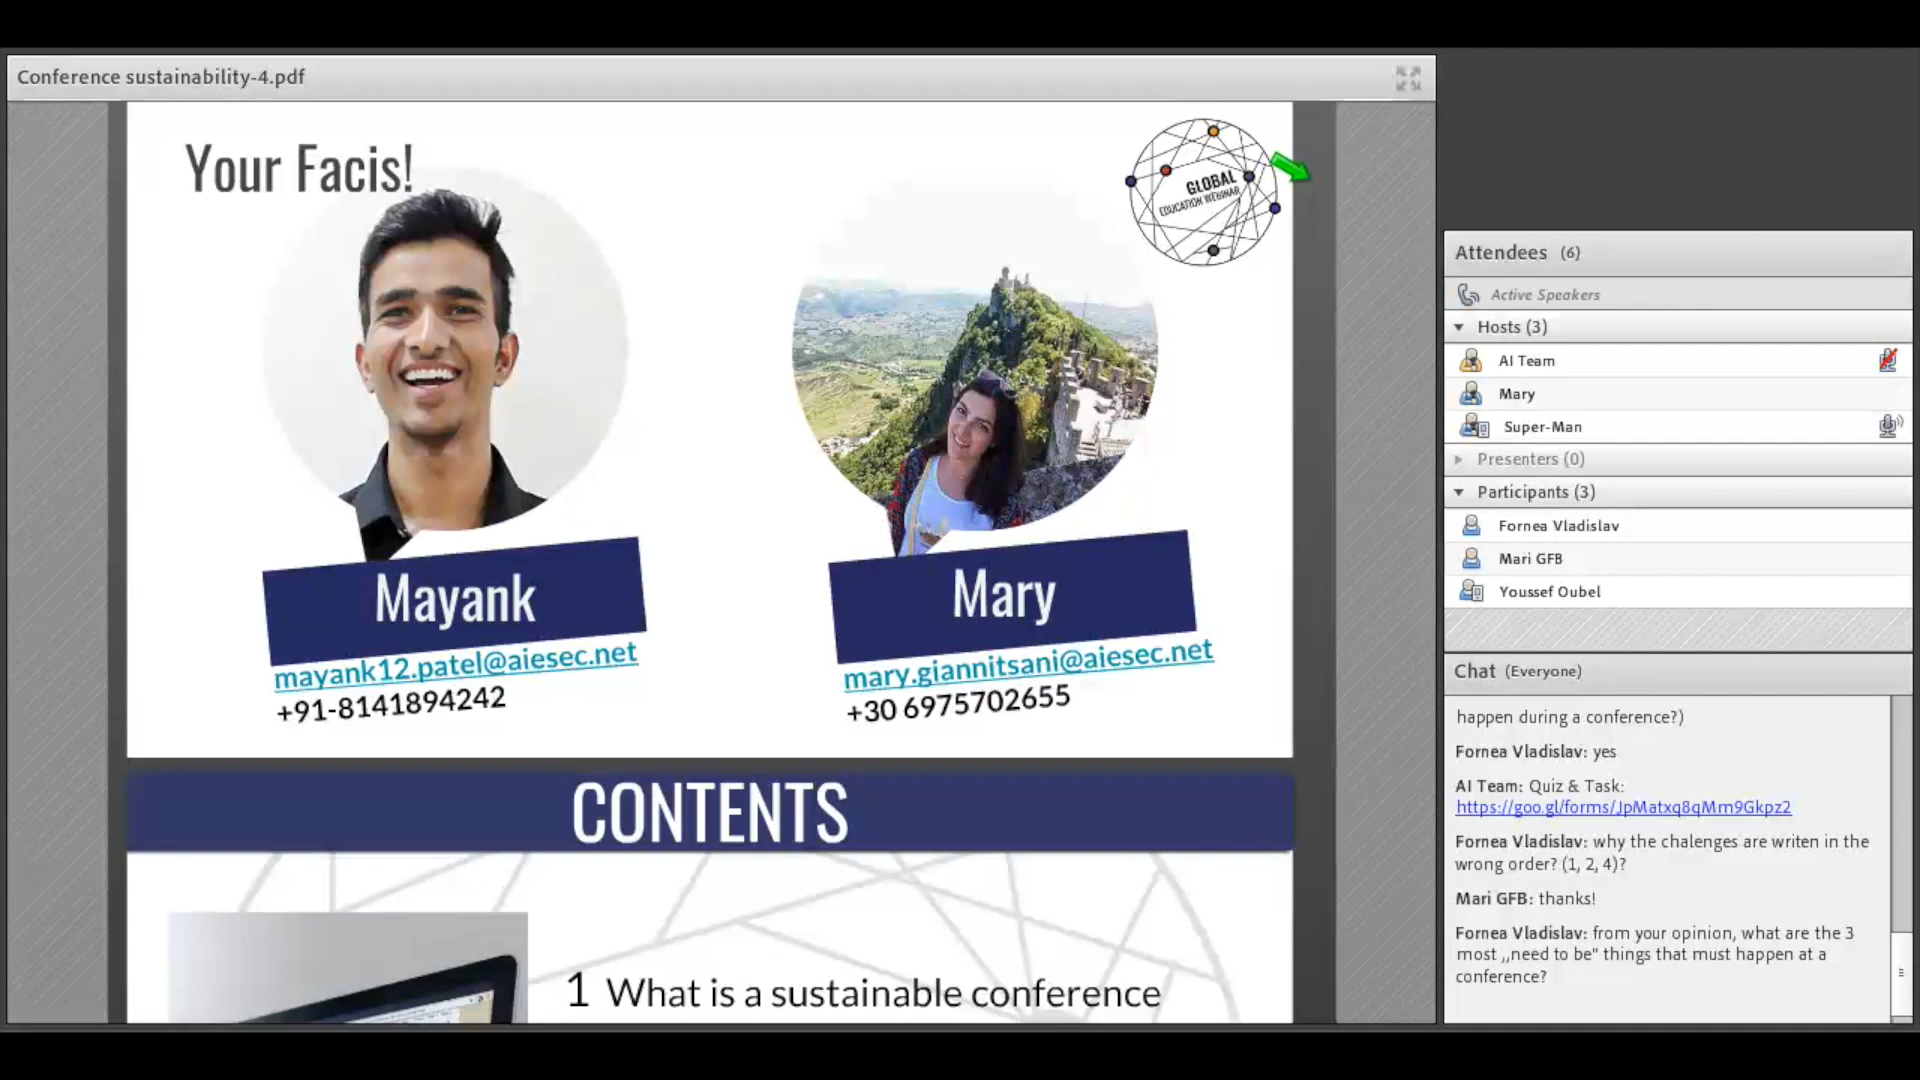 Conference sustainability-4.pdf
Your Facis!
GLOBAL
EDUCATION WEBINAR
Mayank
mayank12.patel@aiesec.net
+91-8141894242
Mary
mary.giannitsani@aiesec.net
+30 6975702655
CONTENTS
1 What is a sustainable conference
Attendees (6)
Active Speakers
Hosts (3)
AI Team
Mary
Super-Man
Presenters (0)
Participants (3)
Fornea Vladislav
Mari GFB
Youssef Oubel
Chat (Everyone)
happen during a conference?)
Fornea Vladislav: yes
AI Team: Quiz & Task:
https://goo.gl/forms/JpMatxq8qMm9Gkpz2
Fornea Vladislav: why the chalenges are writen in the
wrong order? (1, 2, 4)?
Mari GFB: thanks!
Fornea Vladislav: from your opinion, what are the 3
most ,,need to be" things that must happen at a
conference?